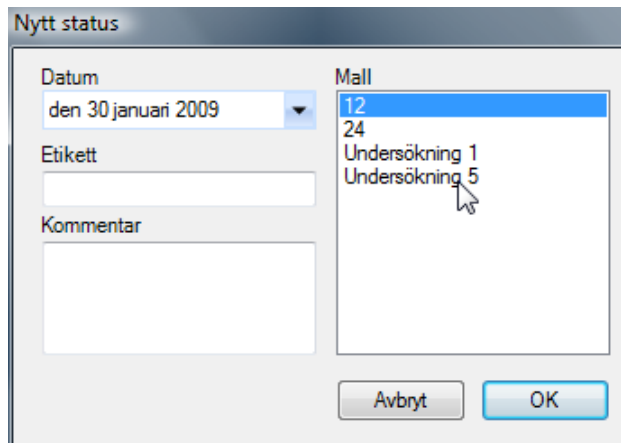 Nytt status
Datum
den 30 januari 2009
Etikett
Kommentar
Mall
12
24
Undersökning 1
Undersökning 5
Avbryt
OK